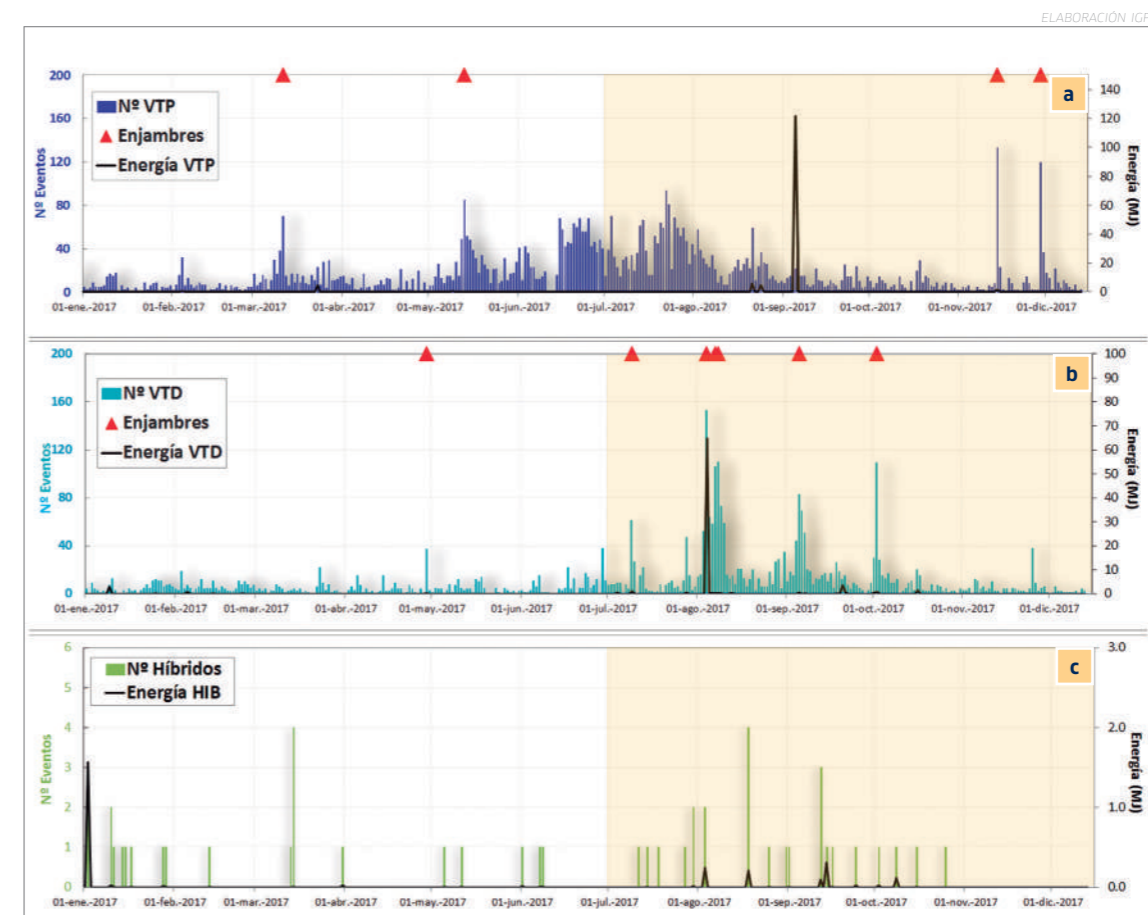 ELABORACIÓN IGP
a
200 160 120 80 40 0
Nº Eventos
Nº VTP
Enjambres
Energía VTP
140 120 100 80 60 40 20 0
Energía (MJ)
01-ene.-2017 01-feb.-2017 01-mar.-2017 01-abr.-2017 01-may.-2017 01-jun.-2017 01-jul.-2017 01-ago.-2017 01-sep.-2017 01-oct.-2017 01-nov.-2017 01-dic.-2017
b
200 160 120 80 40 0
Nº Eventos
Nº VTD
Enjambres
Energía VTD
100 90 80 70 60 50 40 30 20 10 0
Energía (MJ)
01-ene.-2017 01-feb.-2017 01-mar.-2017 01-abr.-2017 01-may.-2017 01-jun.-2017 01-jul.-2017 01-ago.-2017 01-sep.-2017 01-oct.-2017 01-nov.-2017 01-dic.-2017
c
6 5 4 3 2 1 0
Nº Eventos
Nº Híbridos
Energía HIB
3.0 2.0 1.0 0.0
Energía (MJ)
01-ene.-2017 01-feb.-2017 01-mar.-2017 01-abr.-2017 01-may.-2017 01-jun.-2017 01-jul.-2017 01-ago.-2017 01-sep.-2017 01-oct.-2017 01-nov.-2017 01-dic.-2017